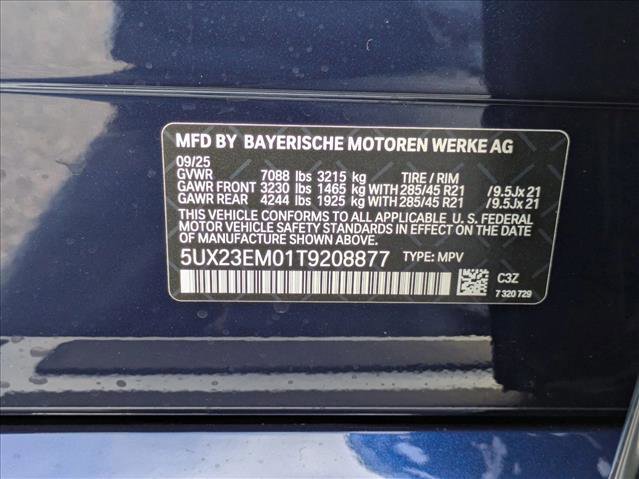 MFD BY BAYERISCHE MOTOREN WERKE AG
09/25
GVWR 7088 lbs 3215 kg TIRE / RIM
GAWR FRONT 3230 lbs 1465 kg WITH 285/45 R21 /9.5Jx21
GAWR REAR 4244 lbs 1925 kg WITH 285/45 R21 /9.5Jx21
THIS VEHICLE CONFORMS TO ALL APPLICABLE U. S. FEDERAL
MOTOR VEHICLE SAFETY STANDARDS IN EFFECT ON THE DATE
OF MANUFACTURE SHOWN ABOVE.
5UX23EM01T9208877 TYPE: MPV
C3Z
7 320 729